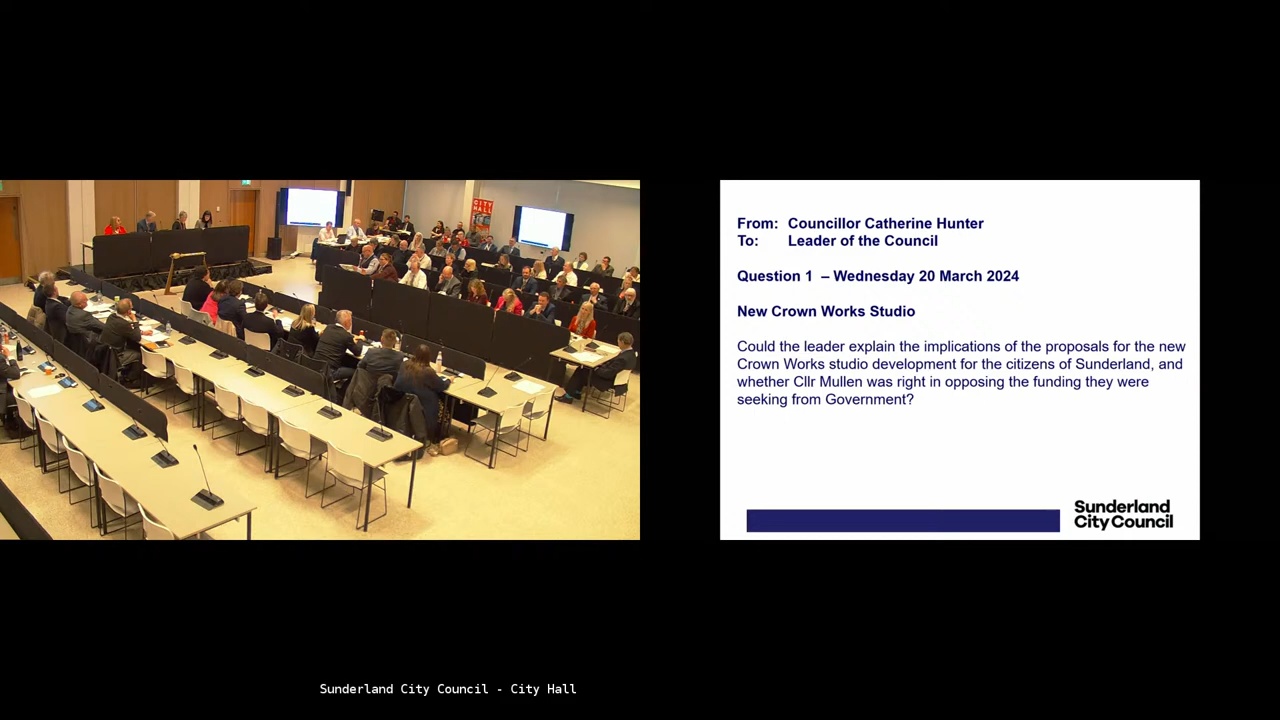 CITY
HALL
From: Councillor Catherine Hunter
To: Leader of the Council
Question 1 – Wednesday 20 March 2024
New Crown Works Studio
Could the leader explain the implications of the proposals for the new
Crown Works studio development for the citizens of Sunderland, and
whether Cllr Mullen was right in opposing the funding they were
seeking from Government?
Sunderland
City Council
Sunderland City Council - City Hall